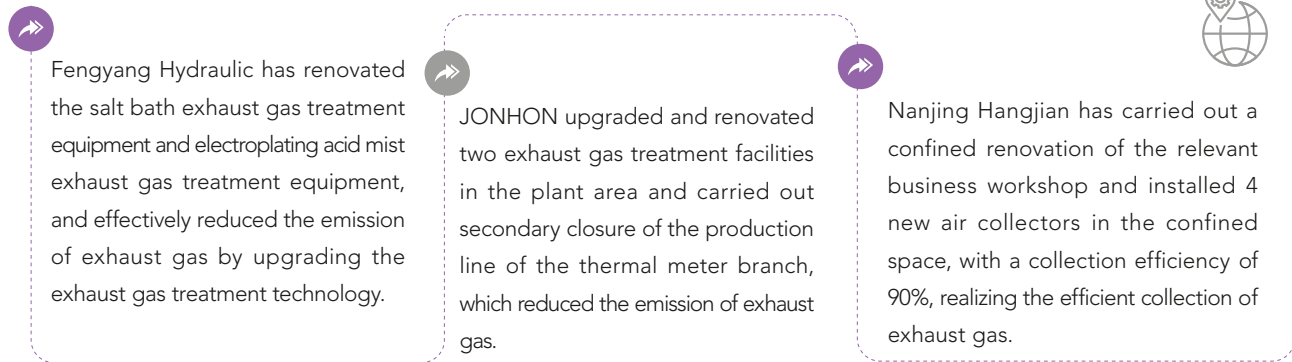 Fengyang Hydraulic has renovated
the salt bath exhaust gas treatment
equipment and electroplating acid mist
exhaust gas treatment equipment,
and effectively reduced the emission
of exhaust gas by upgrading the
exhaust gas treatment technology.
JONHON upgraded and renovated
two exhaust gas treatment facilities
in the plant area and carried out
secondary closure of the production
line of the thermal meter branch,
which reduced the emission of exhaust
gas.
Nanjing Hangjian has carried out a
confined renovation of the relevant
business workshop and installed 4
new air collectors in the confined
space, with a collection efficiency of
90%, realizing the efficient collection of
exhaust gas.